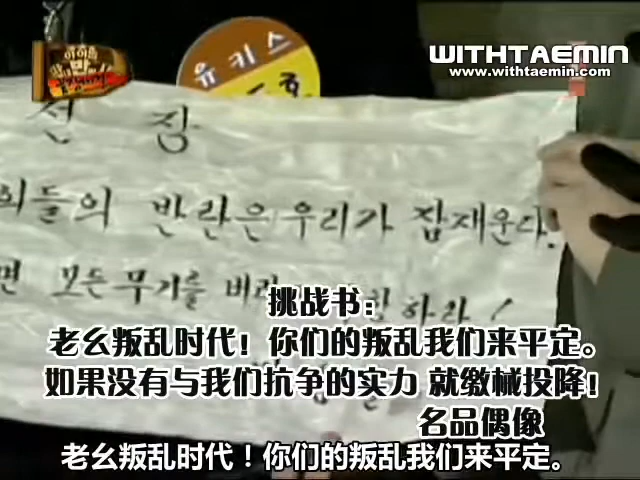 WITHTAEMIN
www.withtaemin.com
유키스
장
희들의 반란은 우리가 잠재운다!
면 모든 무기를 버리
하라!
挑战书：
老幺叛乱时代！你们的叛乱我们来平定。
如果没有与我们抗争的实力 就缴械投降！
名品偶像
老幺叛乱时代！你们的叛乱我们来平定。